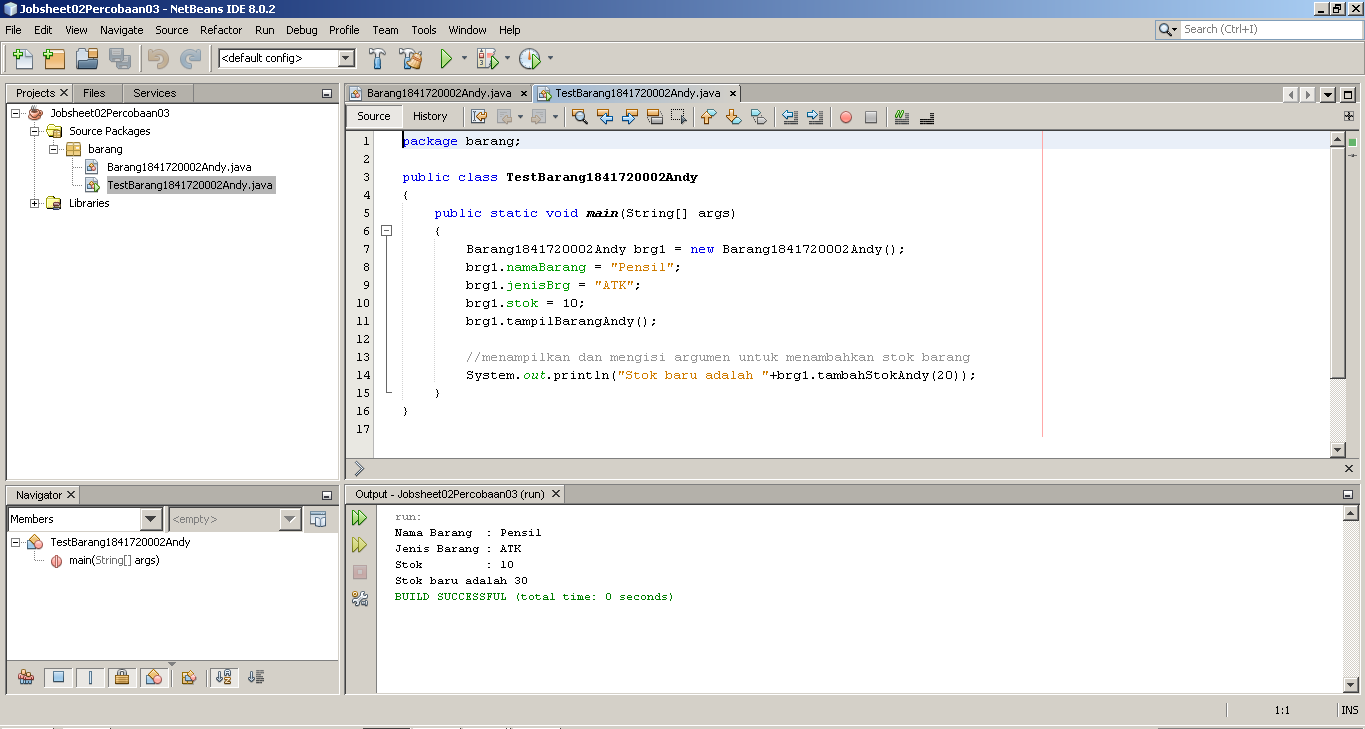 Jobsheet02Percobaan03 - NetBeans IDE 8.0.2
File Edit View Navigate Source Refactor Run Debug Profile Team Tools Window Help
Search (Ctrl+I)
<default config>
Projects Files Services
Jobsheet02Percobaan03
Source Packages
barang
Barang1841720002Andy.java
TestBarang1841720002Andy.java
Libraries
Barang1841720002Andy.java TestBarang1841720002Andy.java
Source History
1 package barang;
2
3 public class TestBarang1841720002Andy
4 {
5 public static void main(String[] args)
6 {
7 Barang1841720002Andy brg1 = new Barang1841720002Andy();
8 brg1.namaBarang = "Pensil";
9 brg1.jenisBrg = "ATK";
10 brg1.stok = 10;
11 brg1.tampilBarangAndy();
12
13 //menampilkan dan mengisi argumen untuk menambahkan stok barang
14 System.out.println("Stok baru adalah "+brg1.tambahStokAndy(20));
15 }
16 }
17
Navigator
Members <empty>
TestBarang1841720002Andy
main(String[] args)
Output - Jobsheet02Percobaan03 (run)
run:
Nama Barang : Pensil
Jenis Barang : ATK
Stok : 10
Stok baru adalah 30
BUILD SUCCESSFUL (total time: 0 seconds)
1:1 INS